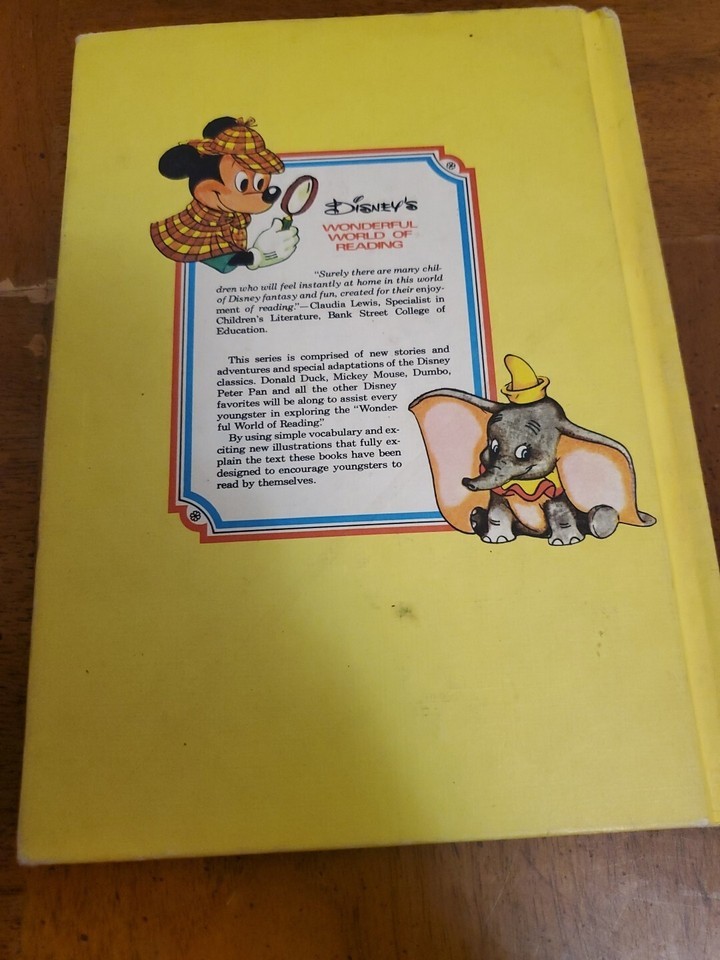 Disney's
WONDERFUL
WORLD OF
READING
"Surely there are many chil-
dren who will feel instantly at home in this world
of Disney fantasy and fun, created for their enjoy-
ment of reading."—Claudia Lewis, Specialist in
Children's Literature, Bank Street College of
Education.
This series is comprised of new stories and
adventures and special adaptations of the Disney
classics. Donald Duck, Mickey Mouse, Dumbo,
Peter Pan and all the other Disney
favorites will be along to assist every
youngster in exploring the "Wonder-
ful World of Reading."
By using simple vocabulary and ex-
citing new illustrations that fully ex-
plain the text these books have been
designed to encourage youngsters to
read by themselves.